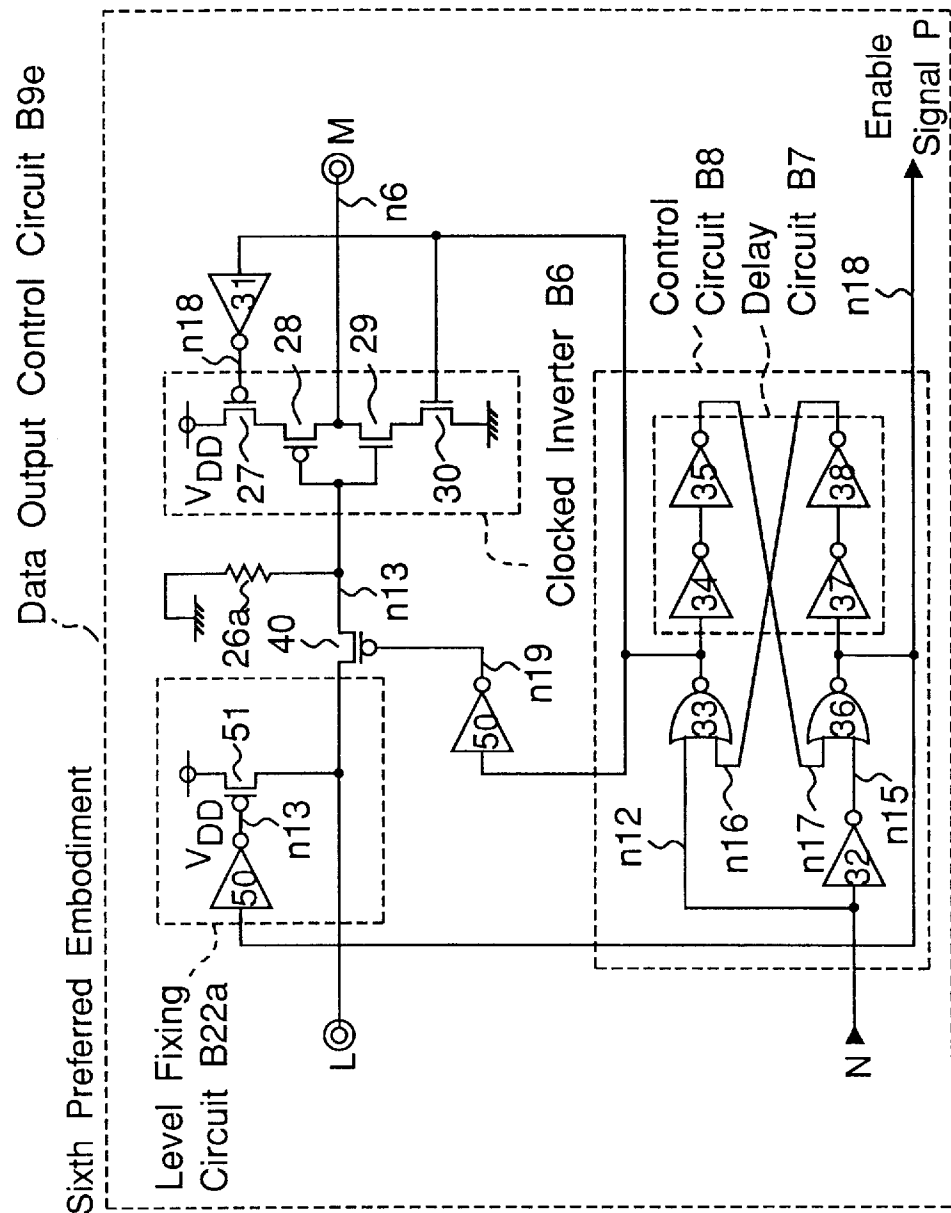 Sixth Preferred Embodiment
Data Output Control Circuit B9e
Level Fixing
Circuit B22a
VDD
50
51
n13
L
26a
40
n13
50
n19
VDD
n18
31
27
28
29
30
M
n6
Clocked Inverter B6
Control
Circuit B8
Delay
Circuit B7
N
n12
n16
n17
n15
32
33
34
35
36
37
38
n18
Enable
Signal P